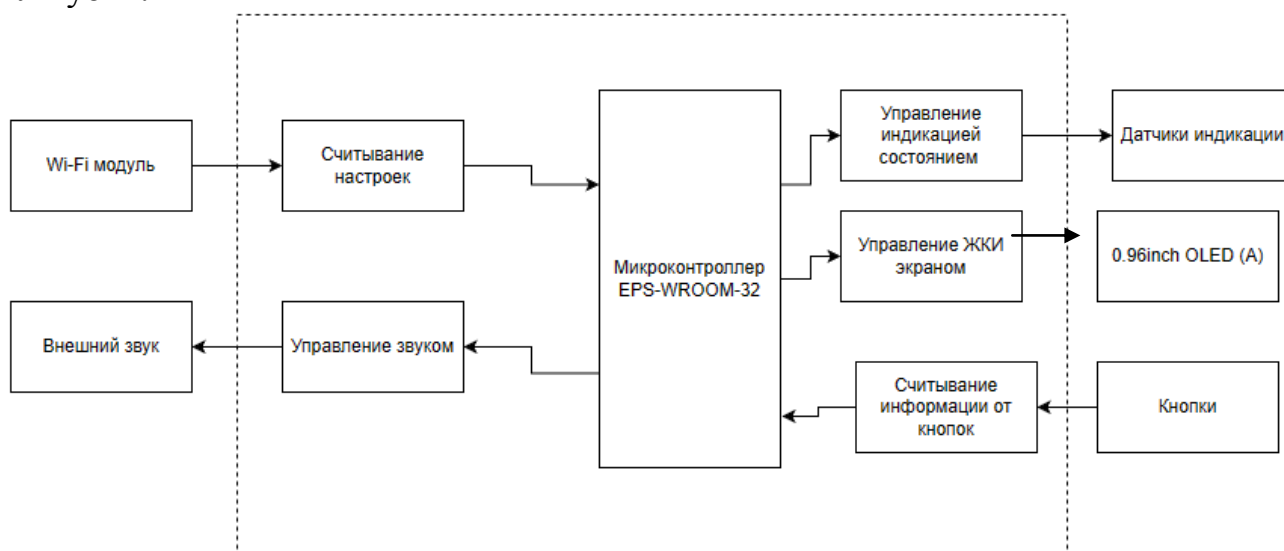 Wi-Fi модуль
Считывание
настроек
Внешний звук
Управление звуком
Микроконтроллер
EPS-WROOM-32
Управление
индикацией
состоянием
Датчики индикации
Управление ЖКИ
экраном
0.96inch OLED (A)
Считывание
информации от
кнопок
Кнопки